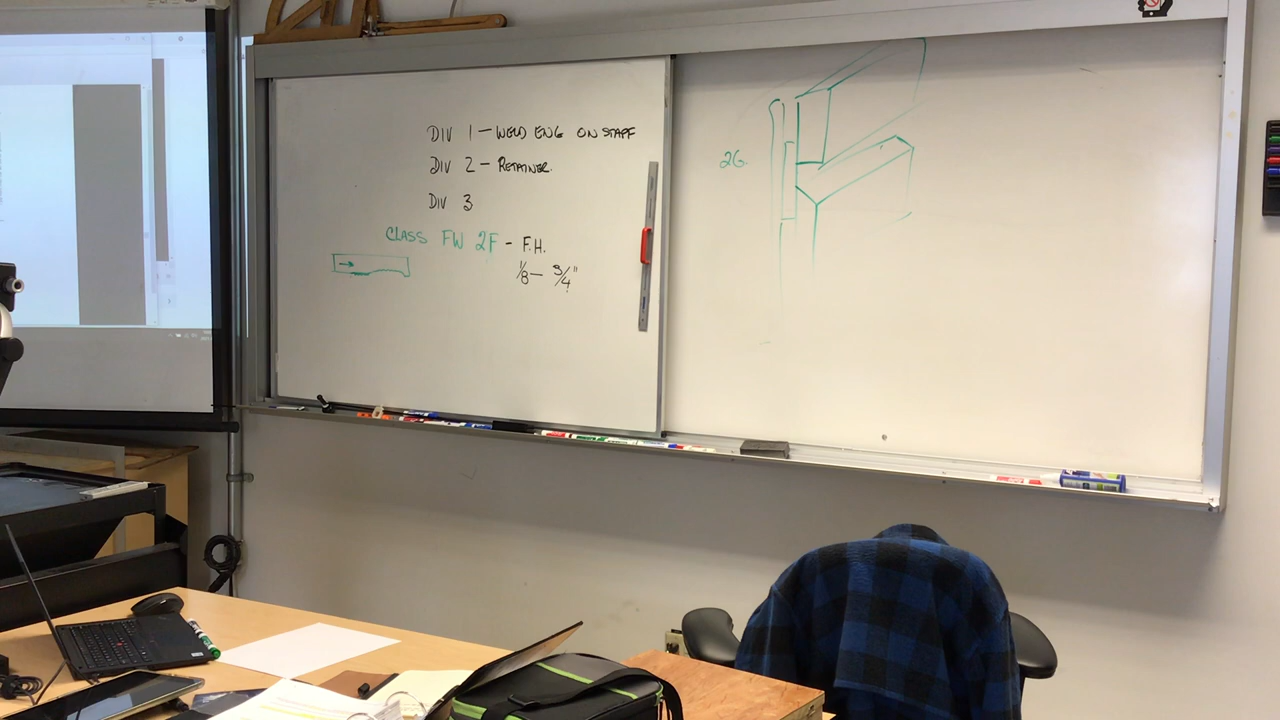 DIV 1 - WELD ENG ON STAFF
DIV 2 - RETAINER.
DIV 3
CLASS FW 2F - F.H.
1/8 - 3/4"
2G.